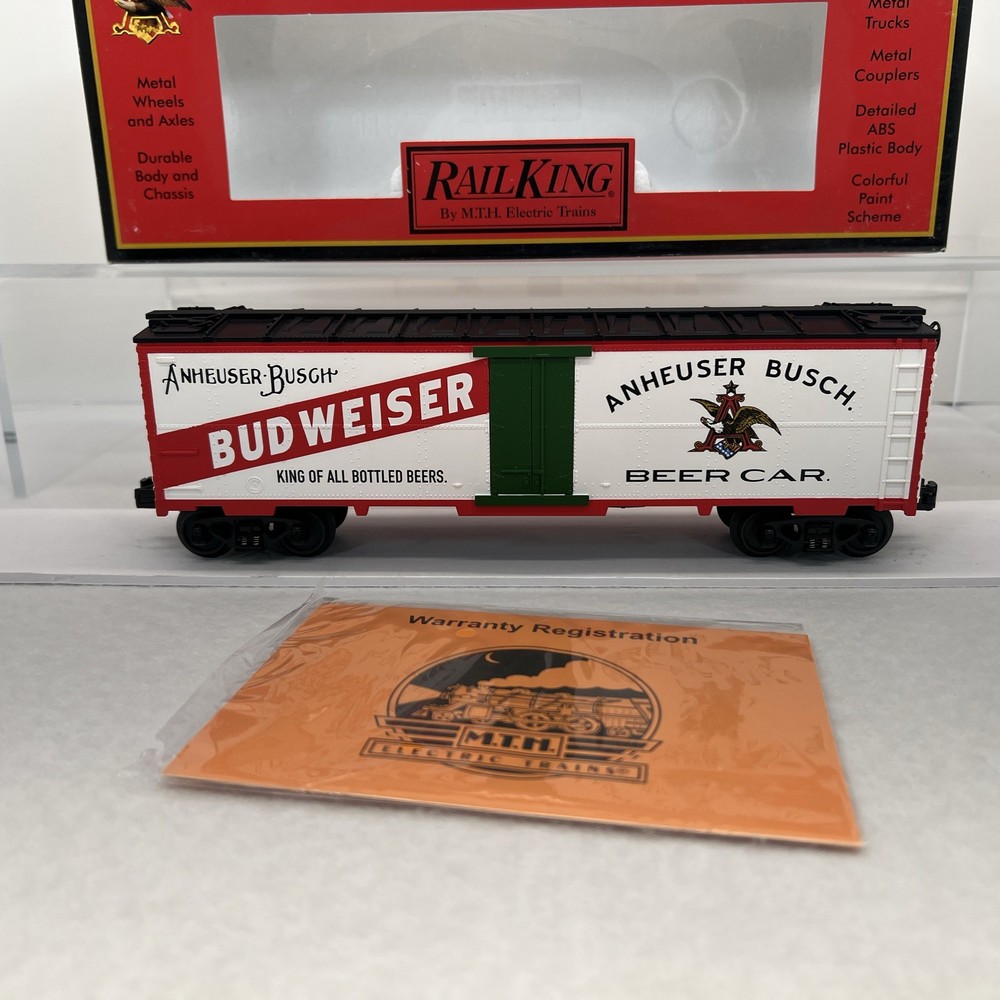 Metal
Wheels
and Axles
Durable
Body and
Chassis
Metal
Trucks
Metal
Couplers
Detailed
ABS
Plastic Body
Colorful
Paint
Scheme
RAILKING®
By M.T.H. Electric Trains
ANHEUSER-BUSCH
BUDWEISER
KING OF ALL BOTTLED BEERS.
ANHEUSER BUSCH.
A
BEER CAR.
Warranty Registration
M.T.H.
ELECTRIC TRAINS®